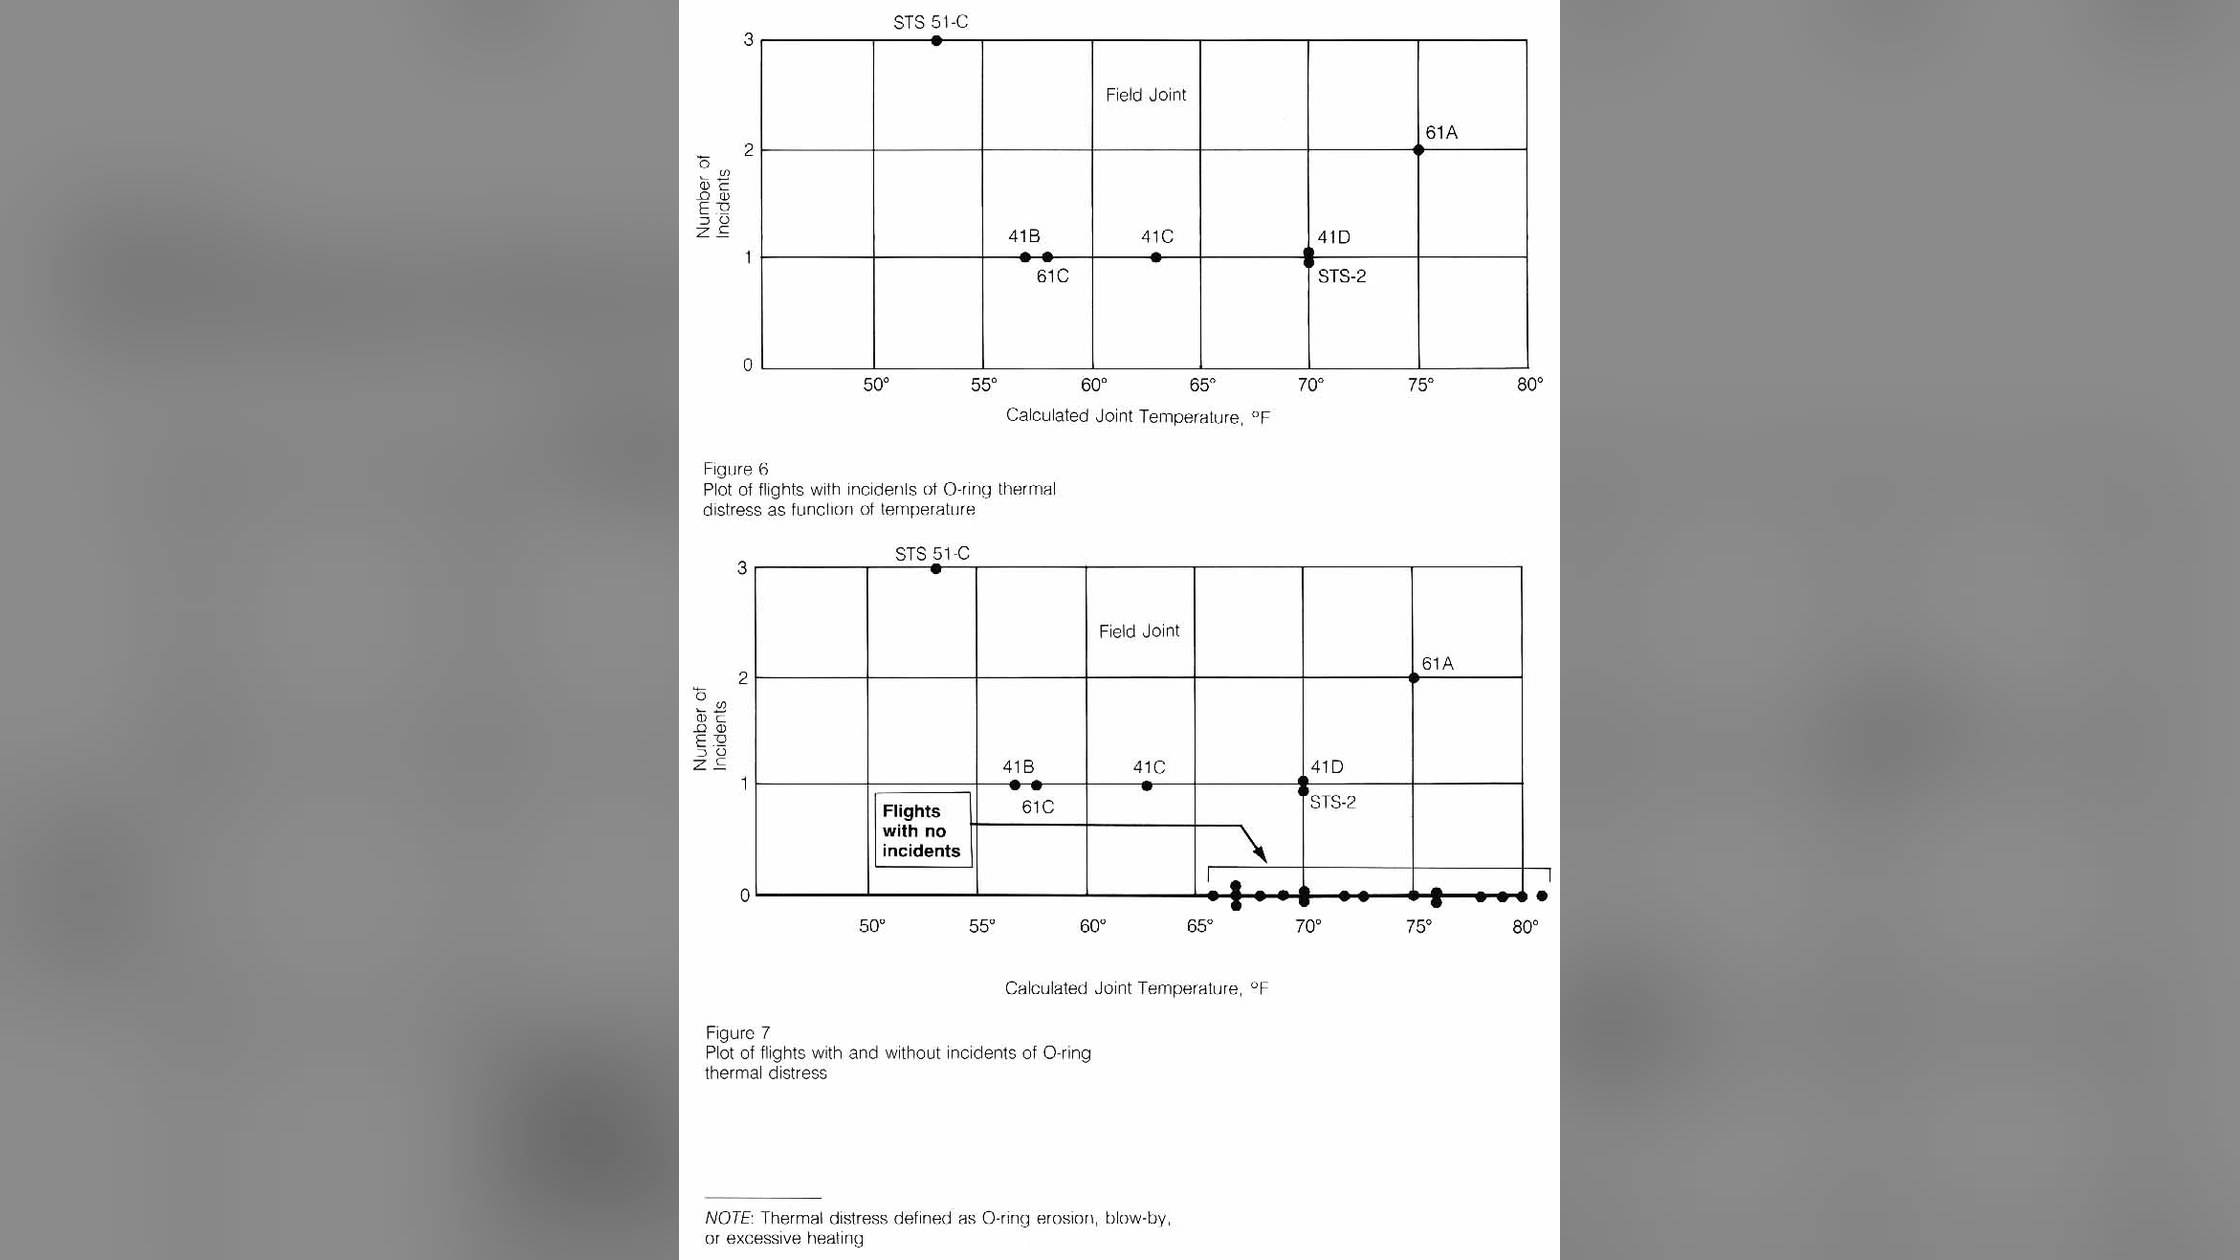 STS 51-C
3
Field Joint
61A
2
Number of
Incidents
41B
41C
41D
1
61C
STS-2
0
50° 55° 60° 65° 70° 75° 80°
Calculated Joint Temperature, °F
Figure 6
Plot of flights with incidents of O-ring thermal
distress as function of temperature
STS 51-C
3
Field Joint
61A
2
Number of
Incidents
41B
41C
41D
1
61C
STS-2
Flights
with no
incidents
0
50° 55° 60° 65° 70° 75° 80°
Calculated Joint Temperature, °F
Figure 7
Plot of flights with and without incidents of O-ring
thermal distress
NOTE: Thermal distress defined as O-ring erosion, blow-by,
or excessive heating